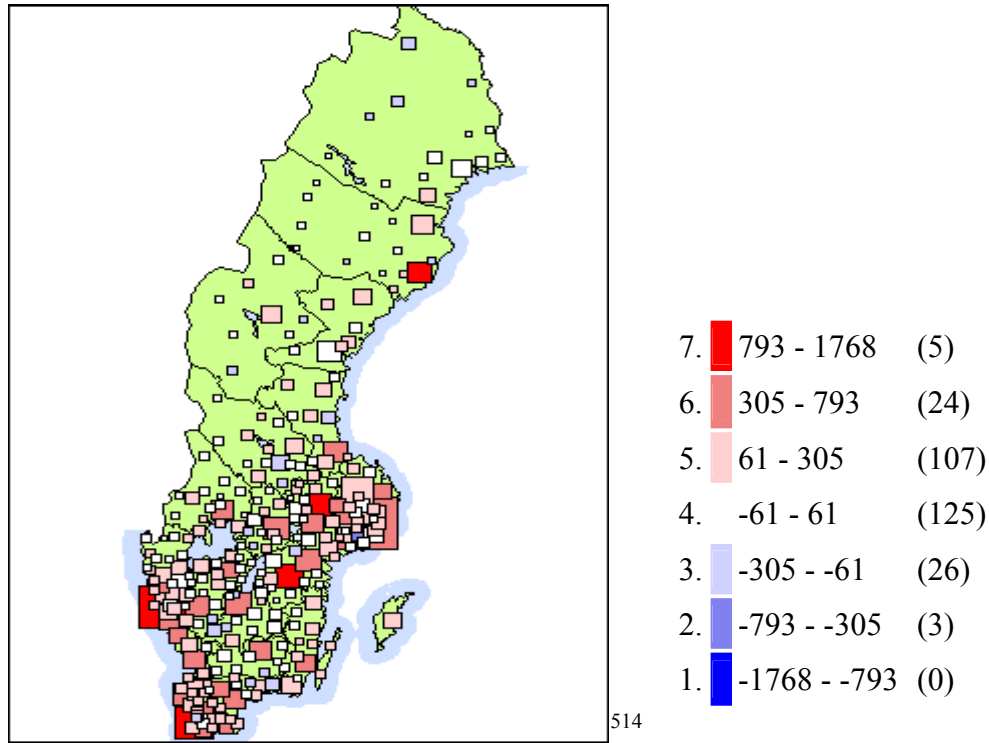 7. 793 - 1768 (5)
6. 305 - 793 (24)
5. 61 - 305 (107)
4. -61 - 61 (125)
3. -305 - -61 (26)
2. -793 - -305 (3)
1. -1768 - -793 (0)
514